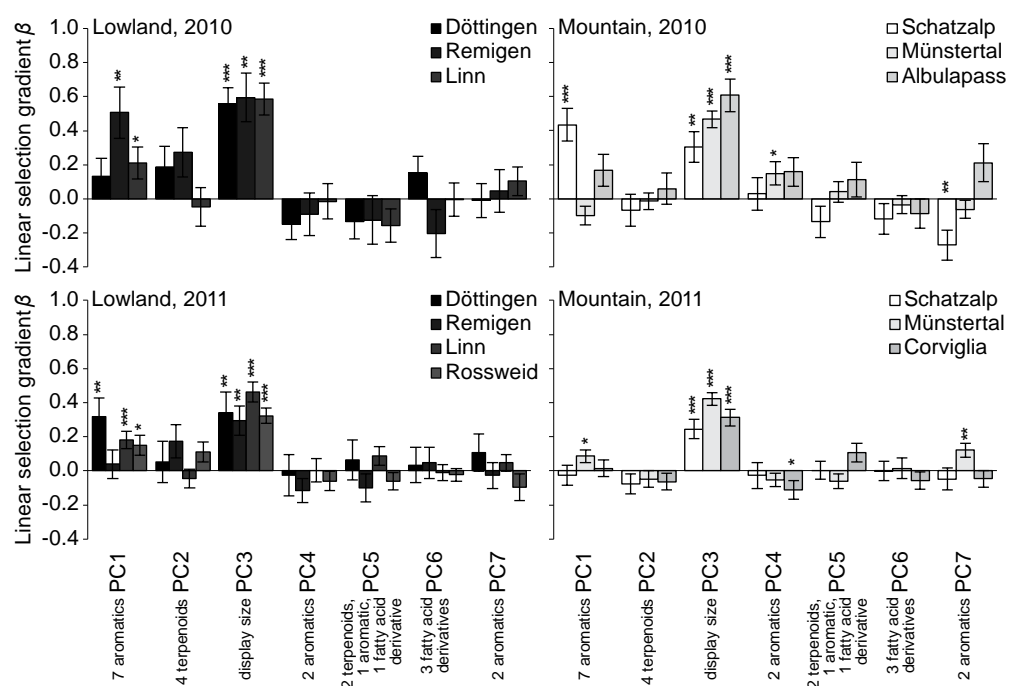 Linear selection gradient β
1.0
0.8
0.6
0.4
0.2
0.0
-0.2
-0.4
Lowland, 2010
Döttingen
Remigen
Linn
**
*
***
**
***
Mountain, 2010
Schatzalp
Münstertal
Albulapass
***
**
***
***
*
**
Linear selection gradient β
1.0
0.8
0.6
0.4
0.2
0.0
-0.2
-0.4
Lowland, 2011
Döttingen
Remigen
Linn
Rossweid
**
***
*
**
**
***
***
Mountain, 2011
Schatzalp
Münstertal
Corviglia
*
***
***
***
*
**
7 aromatics PC1
4 terpenoids PC2
display size PC3
2 aromatics PC4
2 terpenoids,
1 aromatic, PC5
1 fatty acid
derivative
3 fatty acid PC6
derivatives
2 aromatics PC7
7 aromatics PC1
4 terpenoids PC2
display size PC3
2 aromatics PC4
2 terpenoids,
1 aromatic, PC5
1 fatty acid
derivative
3 fatty acid PC6
derivatives
2 aromatics PC7